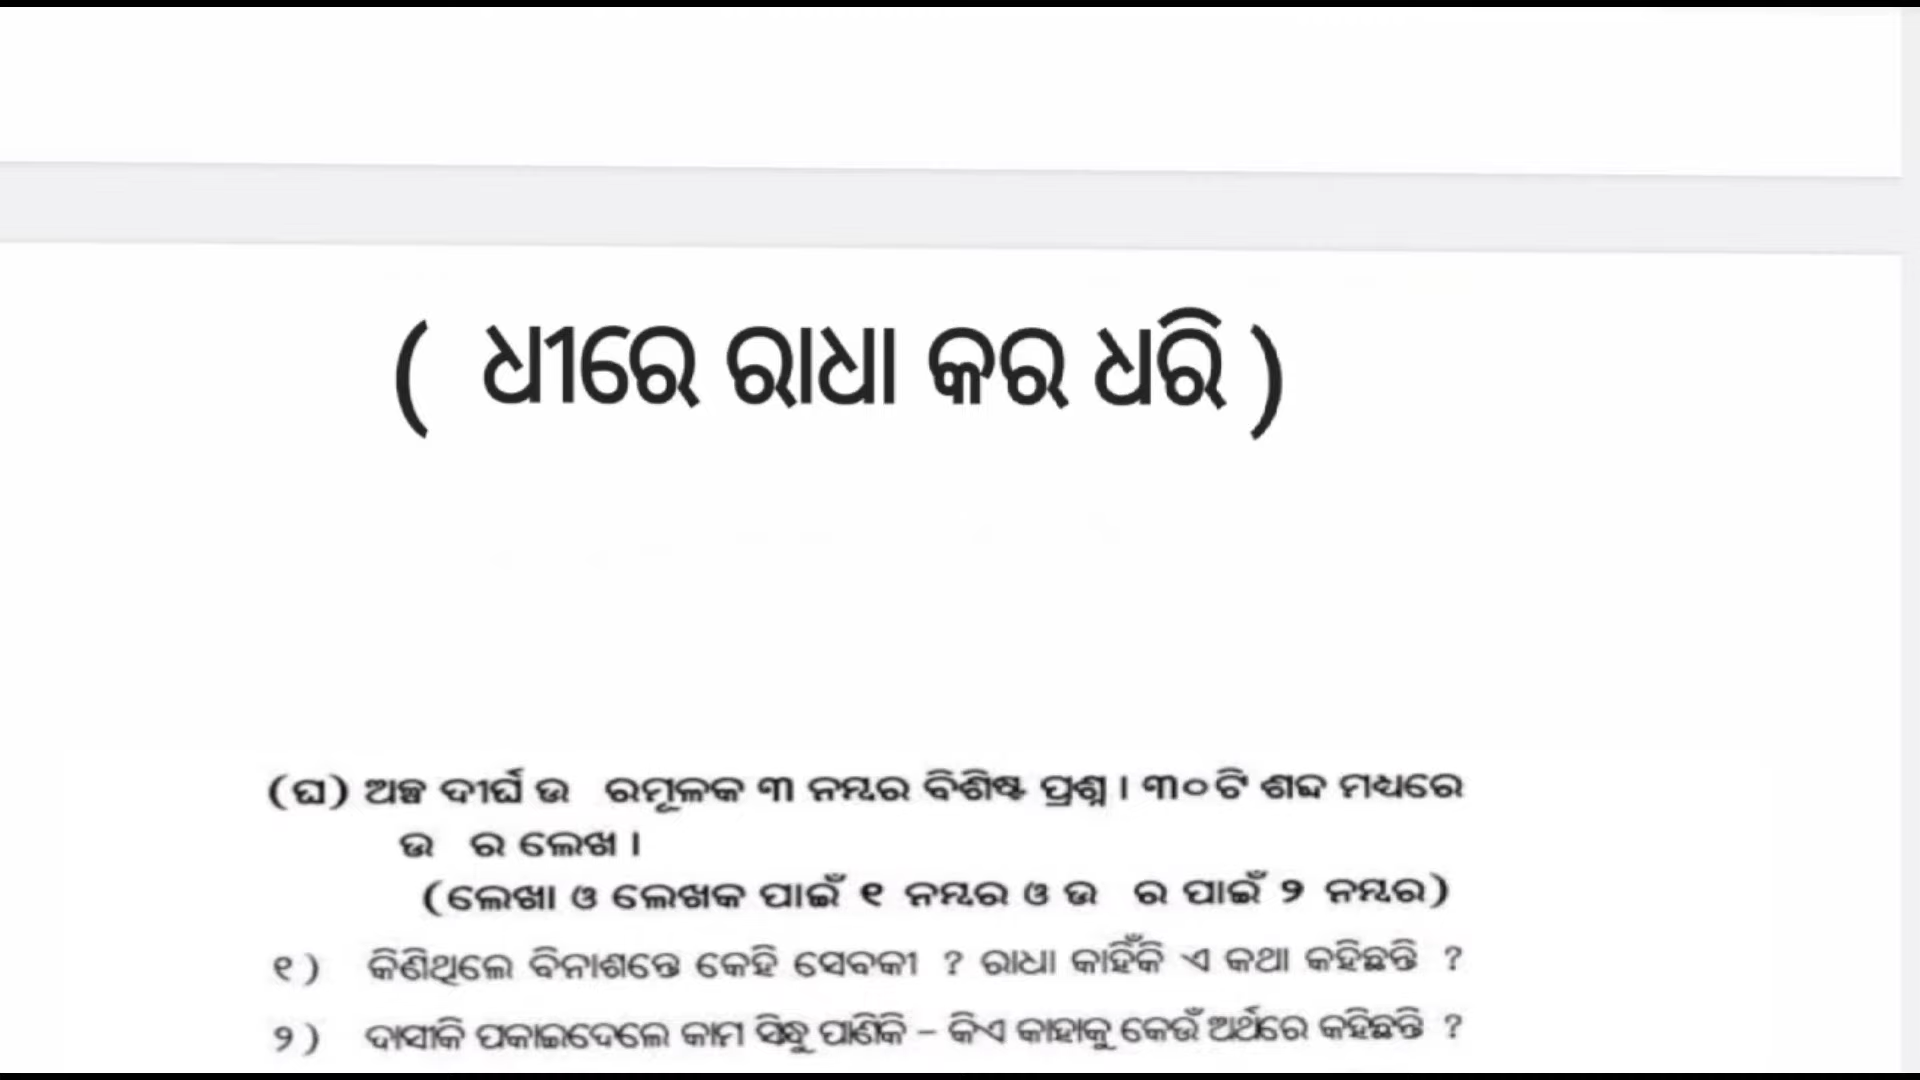 ( ଧୀରେ ରାଧା କର ଧରି )
(ଘ) ଅଳ୍ପ ଦୀର୍ଘ ଉ ରମୂଳକ ୩ ନମ୍ବର ବିଶିଷ୍ଟ ପ୍ରଶ୍ନ । ୩୦ଟି ଶବ୍ଦ ମଧ୍ୟରେ
ଉ ର ଲେଖ ।
(ଲେଖା ଓ ଲେଖକ ପାଇଁ ୧ ନମ୍ବର ଓ ଉ ର ପାଇଁ ୨ ନମ୍ବର)
୧) କିଣିଥିଲେ ବିନାଶନ୍ତେ କେହି ସେବକୀ ? ରାଧା କାହିଁକି ଏ କଥା କହିଛନ୍ତି ?
୨) ଦାସୀକି ପକାଇଦେଲେ କାମ ସିନ୍ଧୁ ପାଣିକି – କିଏ କାହାକୁ କେଉଁ ଅର୍ଥରେ କହିଛନ୍ତି ?